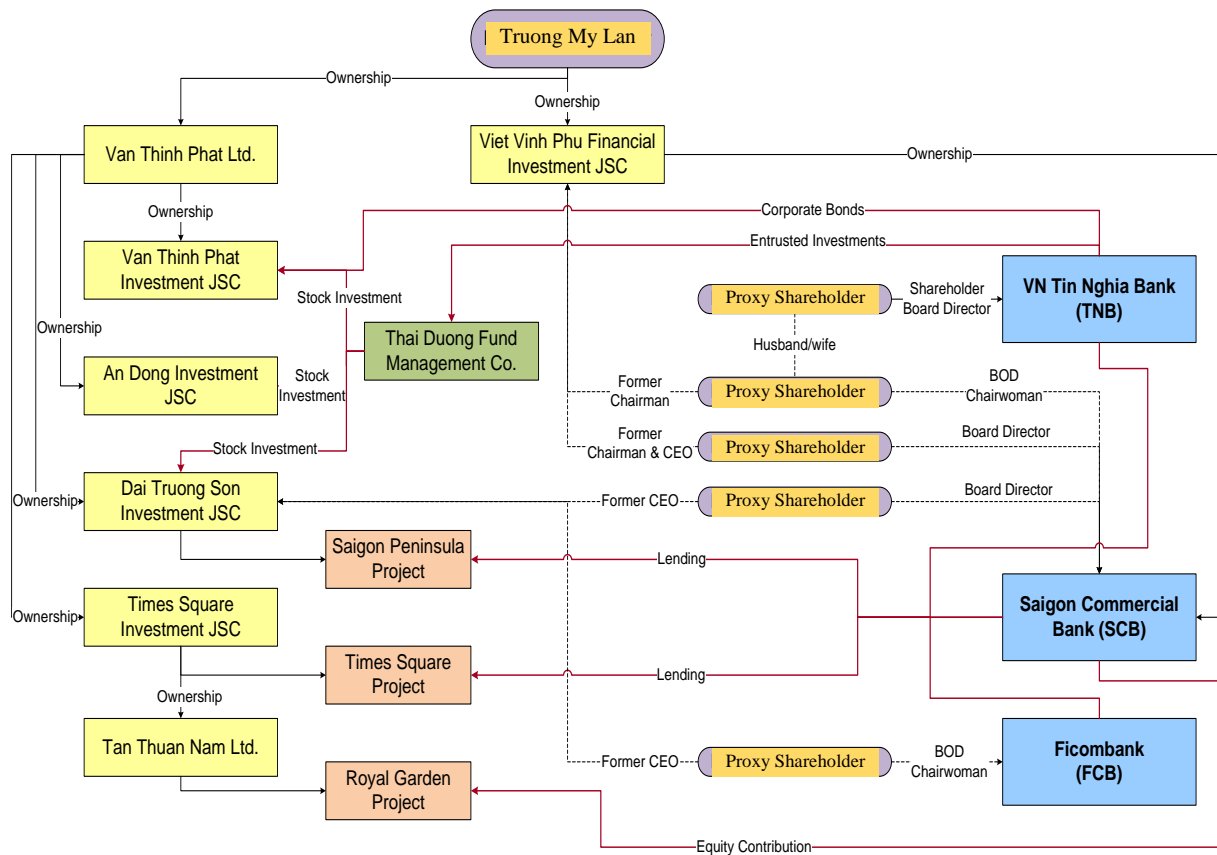 Truong My Lan
Ownership
Ownership
Van Thinh Phat Ltd.
Viet Vinh Phu Financial
Investment JSC
Ownership
Ownership
Corporate Bonds
Van Thinh Phat
Investment JSC
Entrusted Investments
Stock Investment
Proxy Shareholder
Shareholder
Board Director
VN Tin Nghia Bank
(TNB)
Ownership
Thai Duong Fund
Management Co.
Husband/wife
An Dong Investment
JSC
Stock
Investment
Former
Chairman
Proxy Shareholder
BOD
Chairwoman
Stock Investment
Former
Chairman & CEO
Proxy Shareholder
Board Director
Ownership
Dai Truong Son
Investment JSC
Former CEO
Proxy Shareholder
Board Director
Saigon Peninsula
Project
Lending
Ownership
Times Square
Investment JSC
Saigon Commercial
Bank (SCB)
Times Square
Project
Lending
Ownership
Tan Thuan Nam Ltd.
Former CEO
Proxy Shareholder
BOD
Chairwoman
Ficombank
(FCB)
Royal Garden
Project
Equity Contribution